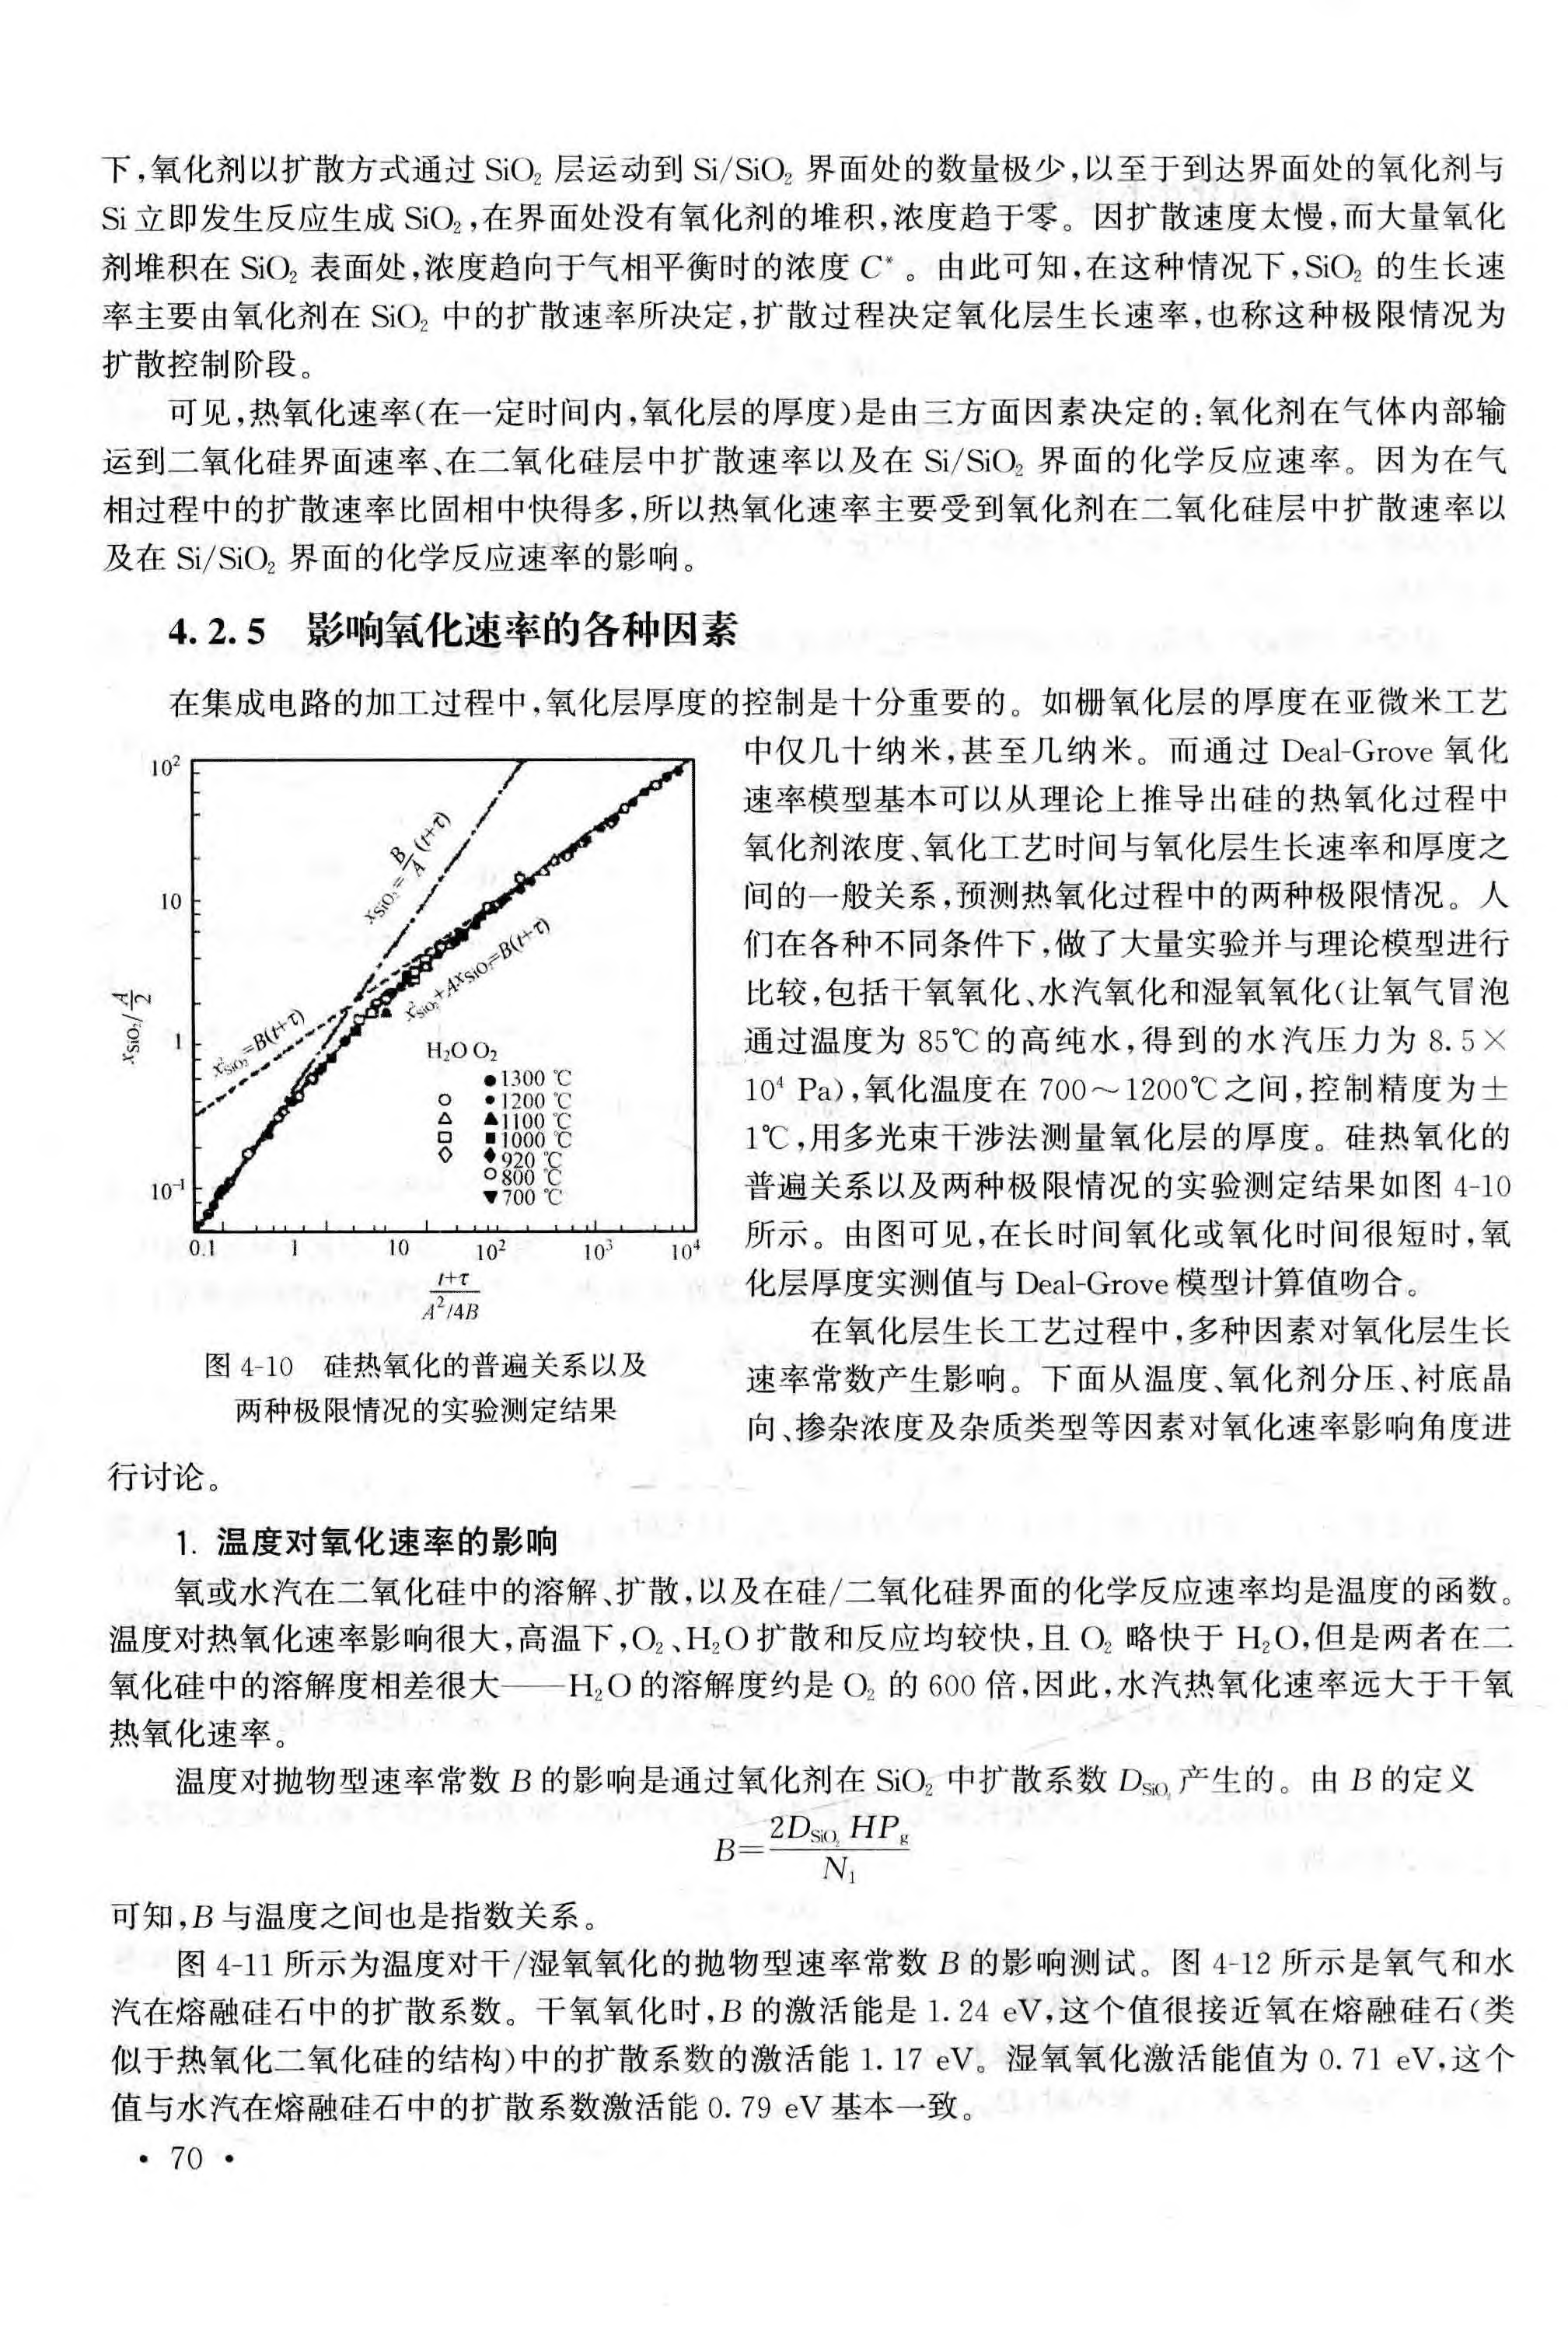 下,氧化剂以扩散方式通过 SiO₂ 层运动到 Si/SiO₂ 界面处的数量极少,以至于到达界面处的氧化剂与
Si 立即发生反应生成 SiO₂,在界面处没有氧化剂的堆积,浓度趋于零。因扩散速度太慢,而大量氧化
剂堆积在 SiO₂ 表面处,浓度趋向于气相平衡时的浓度 C*。由此可知,在这种情况下,SiO₂ 的生长速
率主要由氧化剂在 SiO₂ 中的扩散速率所决定,扩散过程决定氧化层生长速率,也称这种极限情况为
扩散控制阶段。
可见,热氧化速率(在一定时间内,氧化层的厚度)是由三方面因素决定的:氧化剂在气体内部输
运到二氧化硅界面速率、在二氧化硅层中扩散速率以及在 Si/SiO₂ 界面的化学反应速率。因为在气
相过程中的扩散速率比固相中快得多,所以热氧化速率主要受到氧化剂在二氧化硅层中扩散速率以
及在 Si/SiO₂ 界面的化学反应速率的影响。
4.2.5 影响氧化速率的各种因素
在集成电路的加工过程中,氧化层厚度的控制是十分重要的。如栅氧化层的厚度在亚微米工艺
中仅几十纳米,甚至几纳米。而通过 Deal-Grove 氧化
速率模型基本可以从理论上推导出硅的热氧化过程中
氧化剂浓度、氧化工艺时间与氧化层生长速率和厚度之
间的一般关系,预测热氧化过程中的两种极限情况。人
们在各种不同条件下,做了大量实验并与理论模型进行
比较,包括干氧氧化、水汽氧化和湿氧氧化(让氧气冒泡
通过温度为 85℃的高纯水,得到的水汽压力为 8.5×
10⁴ Pa),氧化温度在 700～1200℃之间,控制精度为±
1℃,用多光束干涉法测量氧化层的厚度。硅热氧化的
普遍关系以及两种极限情况的实验测定结果如图 4-10
所示。由图可见,在长时间氧化或氧化时间很短时,氧
化层厚度实测值与 Deal-Grove 模型计算值吻合。
在氧化层生长工艺过程中,多种因素对氧化层生长
速率常数产生影响。下面从温度、氧化剂分压、衬底晶
向、掺杂浓度及杂质类型等因素对氧化速率影响角度进
10²
10
1
10⁻¹
x_SiO₂/A/2
x_SiO₂=B/A(t+τ)
x²_SiO₂+Ax_SiO₂=B(t+τ)
x²_SiO₂=B(t+τ)
H₂O O₂
●1300 ℃
○ ●1200 ℃
△ ▲1100 ℃
□ ■1000 ℃
◇ ◆920 ℃
○800 ℃
▼700 ℃
0.1 1 10 10² 10³ 10⁴
t+τ
A²/4B
图 4-10 硅热氧化的普遍关系以及
两种极限情况的实验测定结果
行讨论。
1. 温度对氧化速率的影响
氧或水汽在二氧化硅中的溶解、扩散,以及在硅/二氧化硅界面的化学反应速率均是温度的函数。
温度对热氧化速率影响很大,高温下,O₂、H₂O 扩散和反应均较快,且 O₂ 略快于 H₂O,但是两者在二
氧化硅中的溶解度相差很大——H₂O 的溶解度约是 O₂ 的 600 倍,因此,水汽热氧化速率远大于干氧
热氧化速率。
温度对抛物型速率常数 B 的影响是通过氧化剂在 SiO₂ 中扩散系数 D_SiO₂ 产生的。由 B 的定义
B=2D_SiO₂ HP_g/N₁
可知,B 与温度之间也是指数关系。
图 4-11 所示为温度对干/湿氧氧化的抛物型速率常数 B 的影响测试。图 4-12 所示是氧气和水
汽在熔融硅石中的扩散系数。干氧氧化时,B 的激活能是 1.24 eV,这个值很接近氧在熔融硅石(类
似于热氧化二氧化硅的结构)中的扩散系数的激活能 1.17 eV。湿氧氧化激活能值为 0.71 eV,这个
值与水汽在熔融硅石中的扩散系数激活能 0.79 eV 基本一致。
· 70 ·